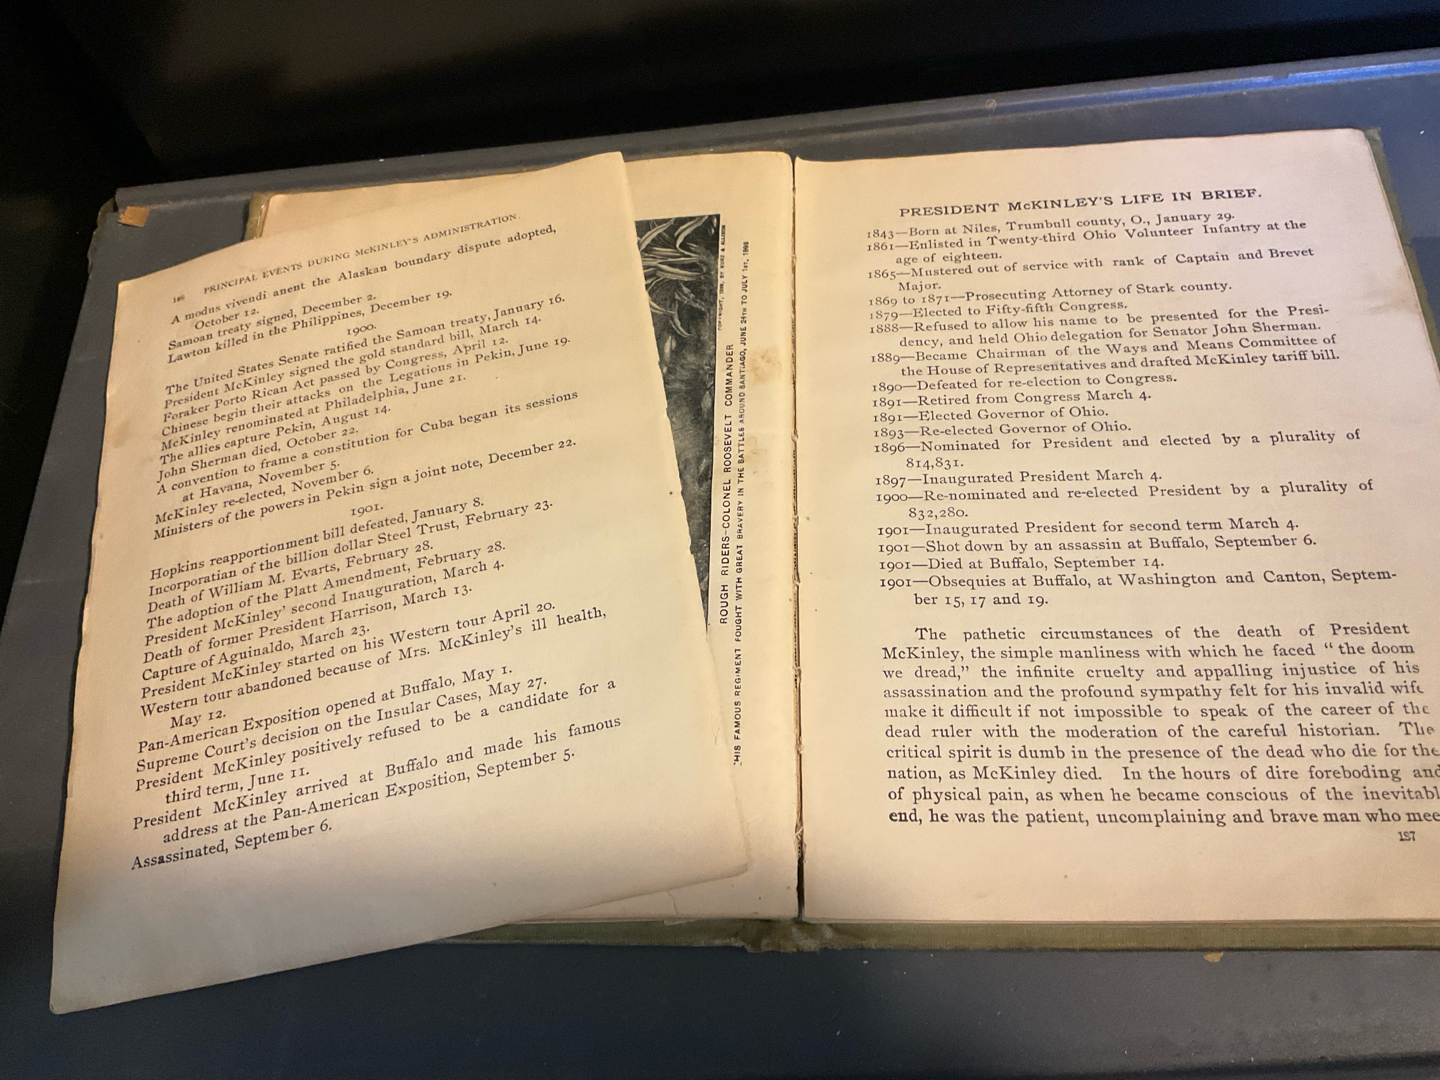 186 PRINCIPAL EVENTS DURING McKINLEY'S ADMINISTRATION.
A modus vivendi anent the Alaskan boundary dispute adopted,
October 12.
Samoan treaty signed, December 2.
Lawton killed in the Philippines, December 19.
1900.
The United States Senate ratified the Samoan treaty, January 16.
President McKinley signed the gold standard bill, March 14.
Foraker Porto Rican Act passed by Congress, April 12.
Chinese begin their attacks on the Legations in Pekin, June 19.
McKinley renominated at Philadelphia, June 21.
The allies capture Pekin, August 14.
John Sherman died, October 22.
A convention to frame a constitution for Cuba began its sessions
at Havana, November 5.
McKinley re-elected, November 6.
Ministers of the powers in Pekin sign a joint note, December 22.
1901.
Hopkins reapportionment bill defeated, January 8.
Incorporation of the billion dollar Steel Trust, February 23.
Death of William M. Evarts, February 28.
The adoption of the Platt Amendment, February 28.
President McKinley' second Inauguration, March 4.
Death of former President Harrison, March 13.
Capture of Aguinaldo, March 23.
President McKinley started on his Western tour April 20.
Western tour abandoned because of Mrs. McKinley's ill health,
May 12.
Pan-American Exposition opened at Buffalo, May 1.
Supreme Court's decision on the Insular Cases, May 27.
President McKinley positively refused to be a candidate for a
third term, June 11.
President McKinley arrived at Buffalo and made his famous
address at the Pan-American Exposition, September 5.
Assassinated, September 6.
COPYRIGHT, 1898, BY KURZ & ALLISON
ROUGH RIDERS-COLONEL ROOSEVELT COMMANDER
HIS FAMOUS REGIMENT FOUGHT WITH GREAT BRAVERY IN THE BATTLES AROUND SANTIAGO, JUNE 24TH TO JULY 1ST, 1898
PRESIDENT McKINLEY'S LIFE IN BRIEF.
1843—Born at Niles, Trumbull county, O., January 29.
1861—Enlisted in Twenty-third Ohio Volunteer Infantry at the
age of eighteen.
1865—Mustered out of service with rank of Captain and Brevet
Major.
1869 to 1871—Prosecuting Attorney of Stark county.
1879—Elected to Fifty-fifth Congress.
1888—Refused to allow his name to be presented for the Presi-
dency, and held Ohio delegation for Senator John Sherman.
1889—Became Chairman of the Ways and Means Committee of
the House of Representatives and drafted McKinley tariff bill.
1890—Defeated for re-election to Congress.
1891—Retired from Congress March 4.
1891—Elected Governor of Ohio.
1893—Re-elected Governor of Ohio.
1896—Nominated for President and elected by a plurality of
814,831.
1897—Inaugurated President March 4.
1900—Re-nominated and re-elected President by a plurality of
832,280.
1901—Inaugurated President for second term March 4.
1901—Shot down by an assassin at Buffalo, September 6.
1901—Died at Buffalo, September 14.
1901—Obsequies at Buffalo, at Washington and Canton, Septem-
ber 15, 17 and 19.
The pathetic circumstances of the death of President
McKinley, the simple manliness with which he faced "the doom
we dread," the infinite cruelty and appalling injustice of his
assassination and the profound sympathy felt for his invalid wife
make it difficult if not impossible to speak of the career of the
dead ruler with the moderation of the careful historian. The
critical spirit is dumb in the presence of the dead who die for the
nation, as McKinley died. In the hours of dire foreboding and
of physical pain, as when he became conscious of the inevitabl
end, he was the patient, uncomplaining and brave man who mee
187